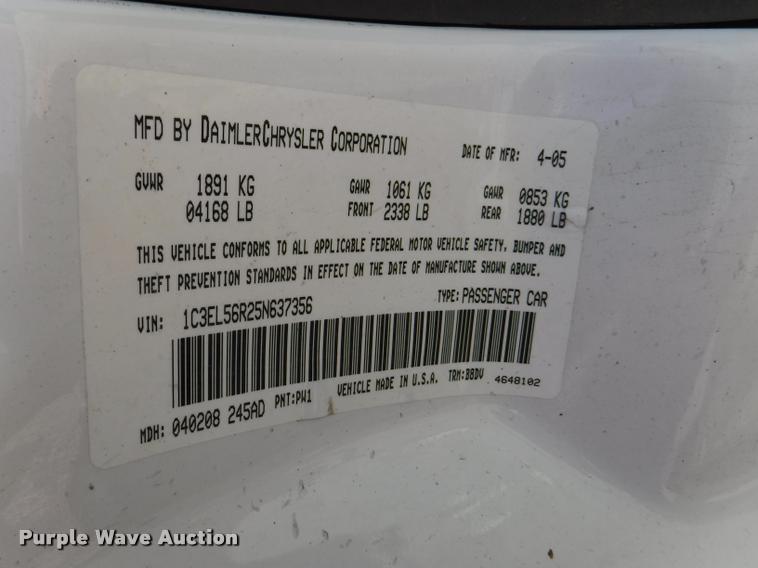 MFD BY DAIMLERCHRYSLER CORPORATION DATE OF MFR: 4-05
GVWR 1891 KG GAWR 1061 KG GAWR 0853 KG
04168 LB FRONT 2338 LB REAR 1880 LB
THIS VEHICLE CONFORMS TO ALL APPLICABLE FEDERAL MOTOR VEHICLE SAFETY, BUMPER AND
THEFT PREVENTION STANDARDS IN EFFECT ON THE DATE OF MANUFACTURE SHOWN ABOVE.
VIN: 1C3EL56R25N637356 TYPE: PASSENGER CAR
MDH: 040208 245AD PNT:PW1 VEHICLE MADE IN U.S.A. TRM:BBDV 4648102
Purple Wave Auction